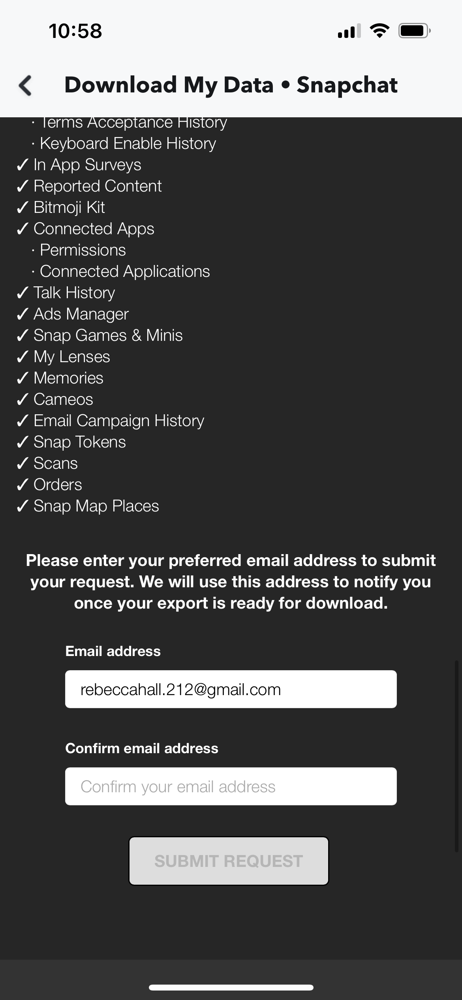 10:58
Download My Data • Snapchat
· Terms Acceptance History
· Keyboard Enable History
✓ In App Surveys
✓ Reported Content
✓ Bitmoji Kit
✓ Connected Apps
· Permissions
· Connected Applications
✓ Talk History
✓ Ads Manager
✓ Snap Games & Minis
✓ My Lenses
✓ Memories
✓ Cameos
✓ Email Campaign History
✓ Snap Tokens
✓ Scans
✓ Orders
✓ Snap Map Places
Please enter your preferred email address to submit
your request. We will use this address to notify you
once your export is ready for download.
Email address
rebeccahall.212@gmail.com
Confirm email address
Confirm your email address
SUBMIT REQUEST